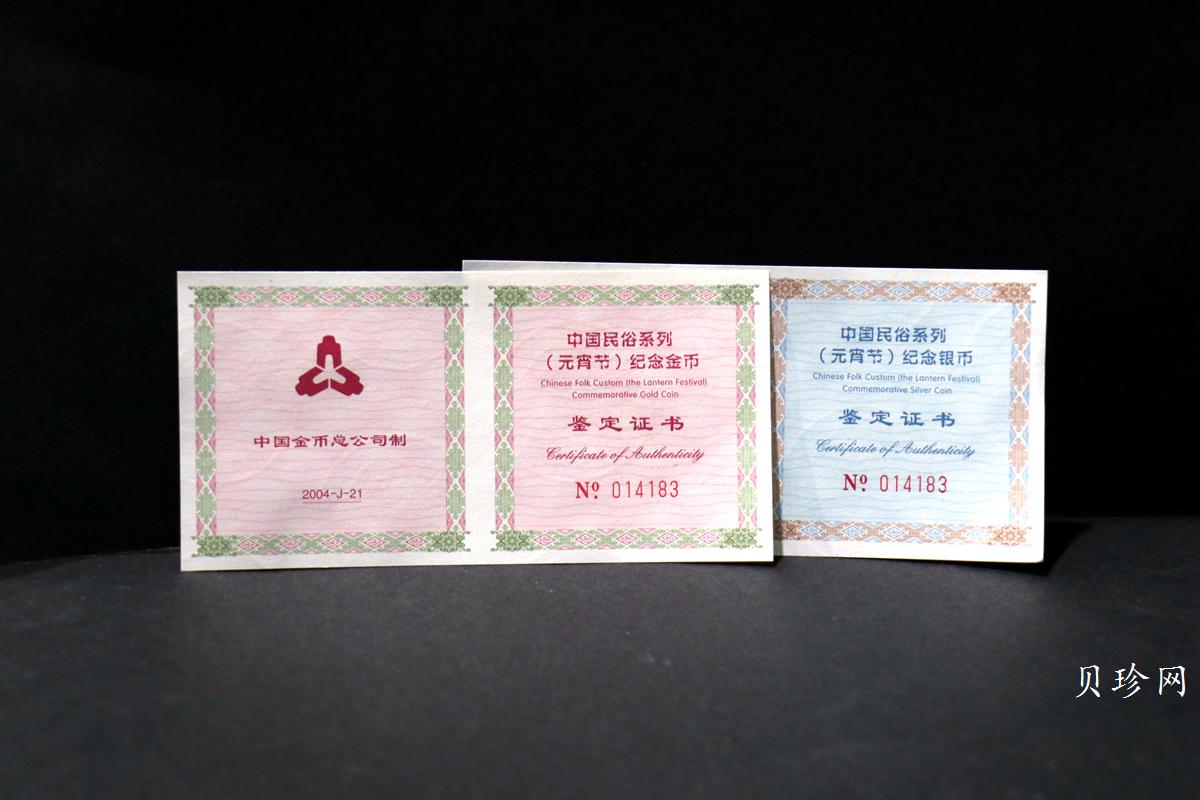 中国金币总公司制
2004-J-21
中国民俗系列
（元宵节）纪念金币
Chinese Folk Custom (the Lantern Festival)
Commemorative Gold Coin
鉴定证书
Certificate of Authenticity
Nº 014183
中国民俗系列
（元宵节）纪念银币
Chinese Folk Custom (the Lantern Festival)
Commemorative Silver Coin
鉴定证书
Certificate of Authenticity
Nº 014183
贝珍网